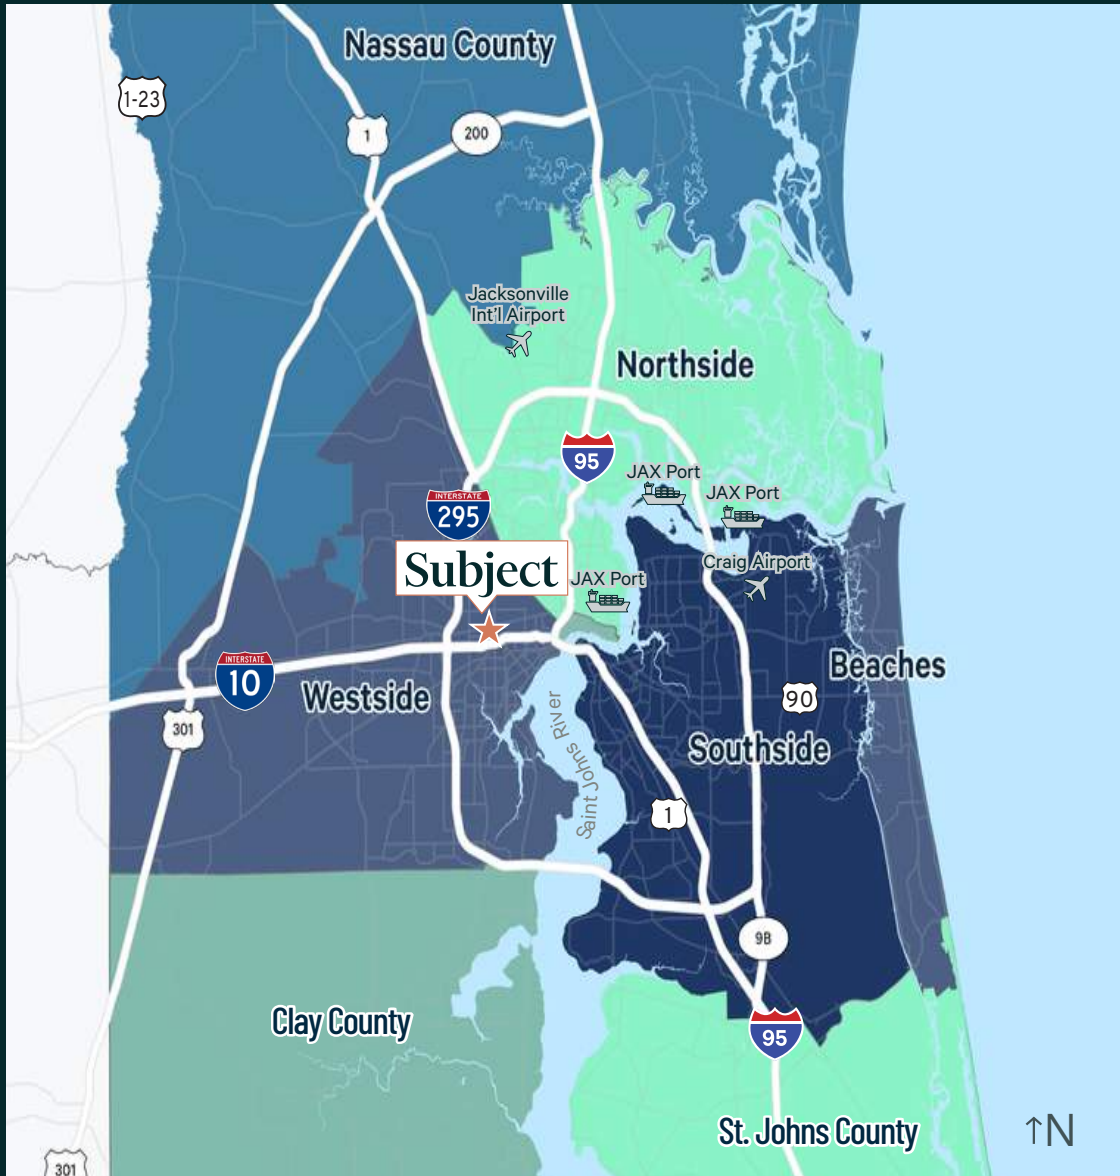 Nassau County
1-23
1
200
Jacksonville
Int'l Airport
Northside
95
JAX Port
INTERSTATE
295
JAX Port
Subject
Craig Airport
JAX Port
INTERSTATE
10
Westside
Beaches
90
301
Saint Johns River
Southside
1
9B
Clay County
95
St. Johns County
↑N
301